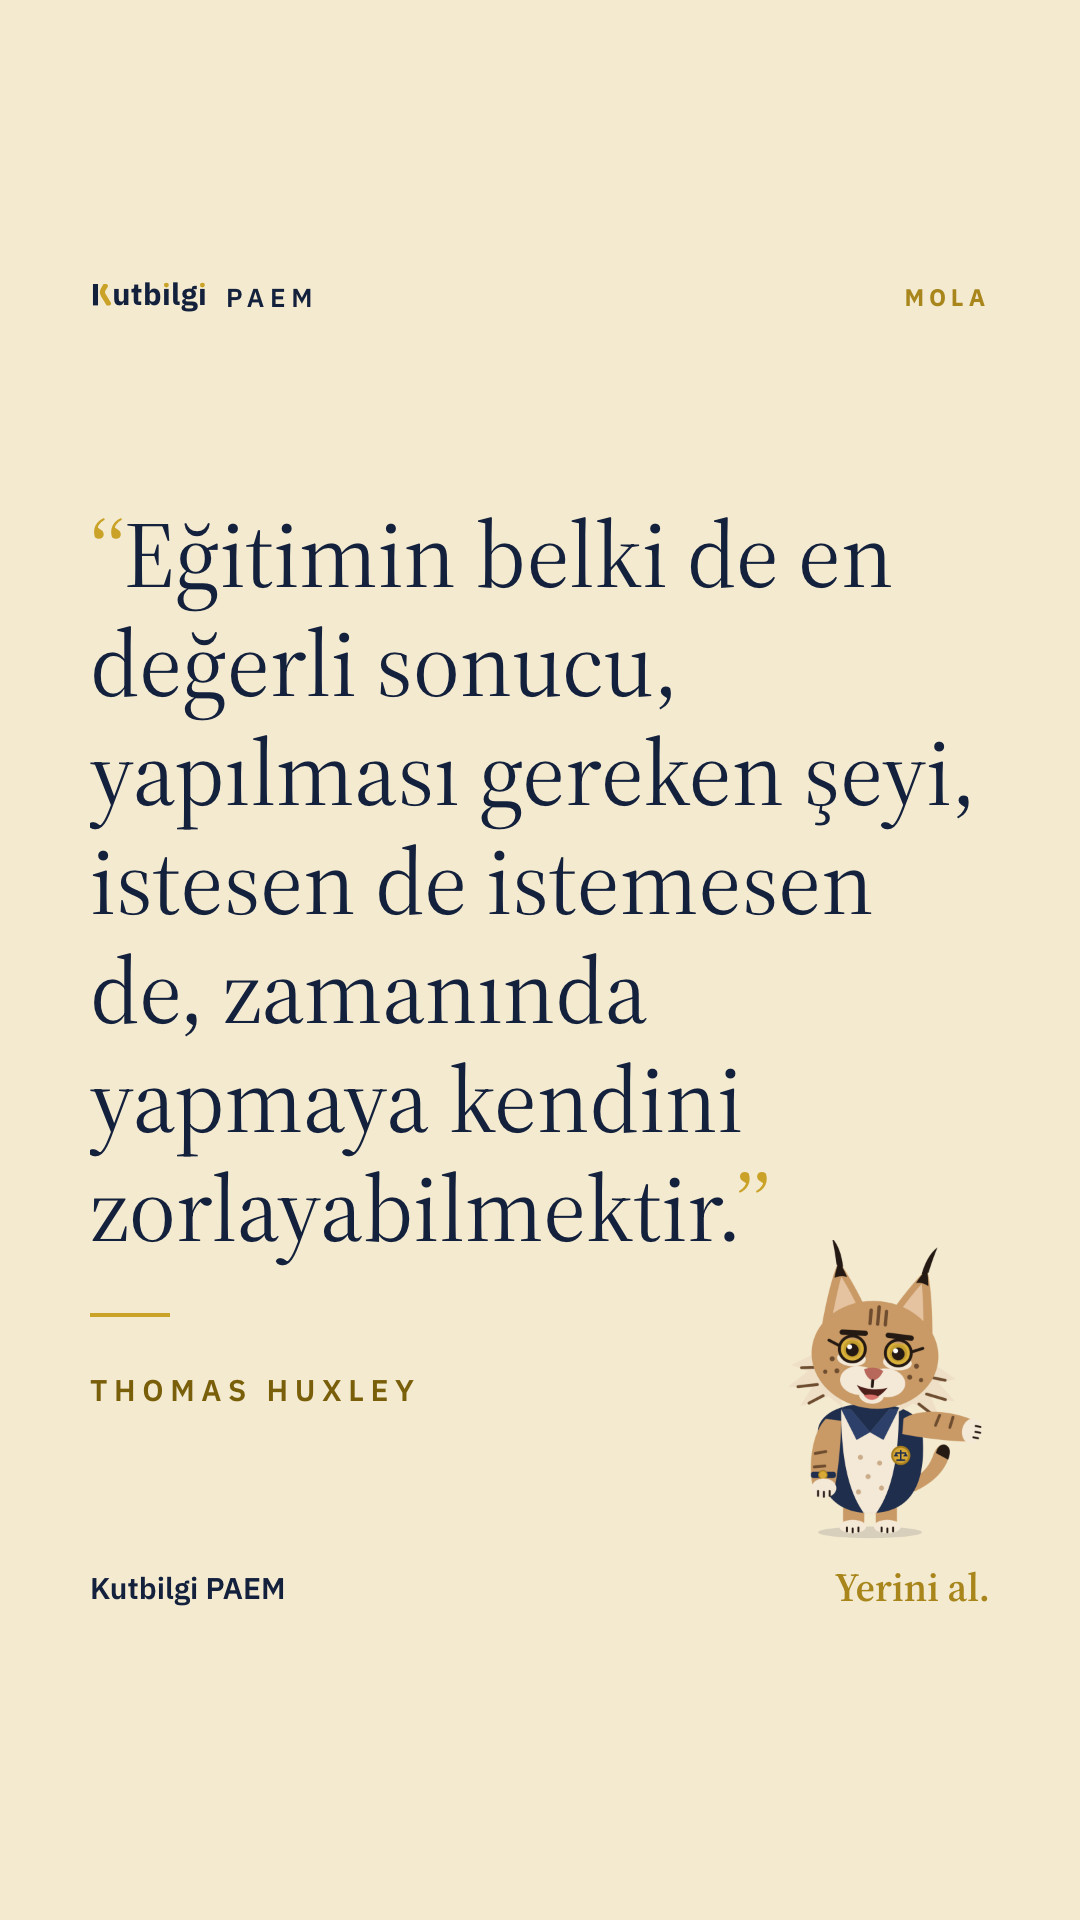 Kutbilgi PAEM
MOLA
“Eğitimin belki de en
değerli sonucu,
yapılması gereken şeyi,
istesen de istemesen
de, zamanında
yapmaya kendini
zorlayabilmektir.”
THOMAS HUXLEY
Kutbilgi PAEM
Yerini al.